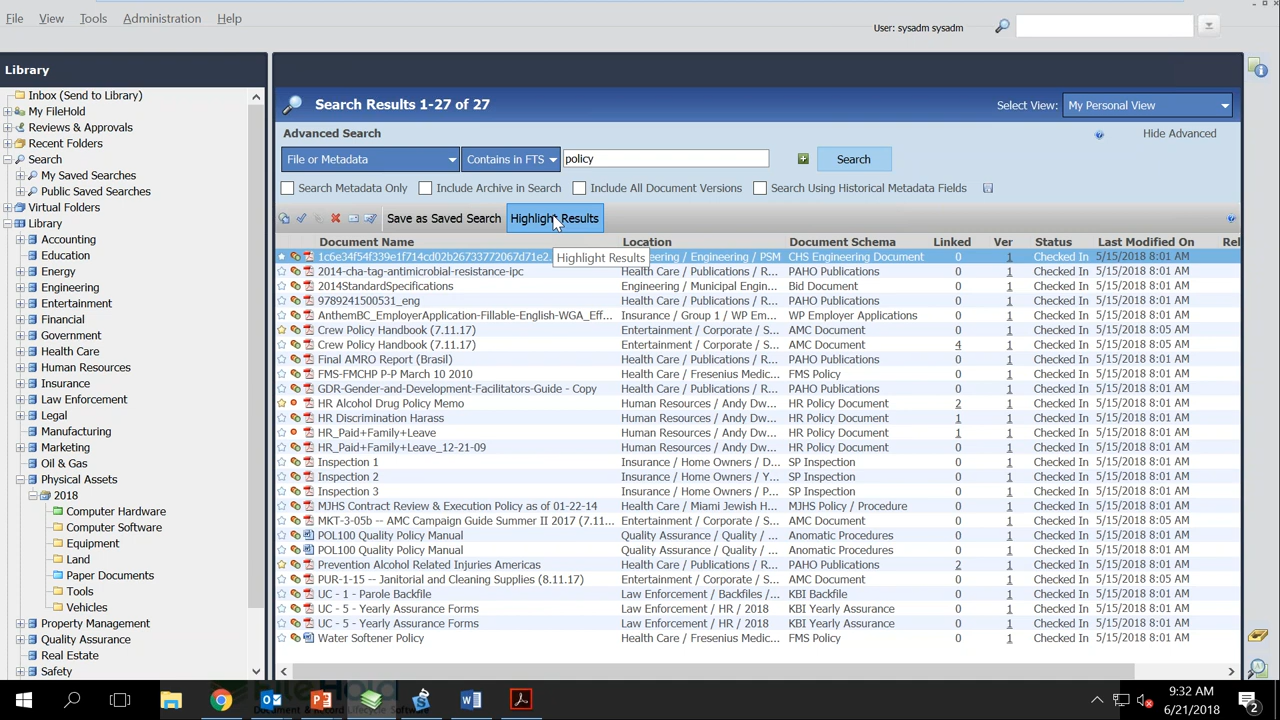 File View Tools Administration Help
User: sysadm sysadm
Library
Inbox (Send to Library)
My FileHold
Reviews & Approvals
Recent Folders
Search
My Saved Searches
Public Saved Searches
Virtual Folders
Library
Accounting
Education
Energy
Engineering
Entertainment
Financial
Government
Health Care
Human Resources
Insurance
Law Enforcement
Legal
Manufacturing
Marketing
Oil & Gas
Physical Assets
2018
Computer Hardware
Computer Software
Equipment
Land
Paper Documents
Tools
Vehicles
Property Management
Quality Assurance
Real Estate
Safety
Search Results 1-27 of 27
Select View: My Personal View
Advanced Search
Hide Advanced
File or Metadata Contains in FTS policy Search
Search Metadata Only Include Archive in Search Include All Document Versions Search Using Historical Metadata Fields
Save as Saved Search Highlight Results
Document Name Location Document Schema Linked Ver Status Last Modified On Rel
1c6e34f54f339e1f714cd02b26733772067d71e2... eering / Engineering / PSM CHS Engineering Document 0 1 Checked In 5/15/2018 8:01 AM
Highlight Results
2014-cha-tag-antimicrobial-resistance-ipc Health Care / Publications / R... PAHO Publications 0 1 Checked In 5/15/2018 8:01 AM
2014StandardSpecifications Engineering / Municipal Engin... Bid Document 0 1 Checked In 5/15/2018 8:01 AM
9789241500531_eng Health Care / Publications / R... PAHO Publications 0 1 Checked In 5/15/2018 8:01 AM
AnthemBC_EmployerApplication-Fillable-English-WGA_Eff... Insurance / Group 1 / WP Em... WP Employer Applications 0 1 Checked In 5/15/2018 8:01 AM
Crew Policy Handbook (7.11.17) Entertainment / Corporate / S... AMC Document 0 1 Checked In 5/15/2018 8:05 AM
Crew Policy Handbook (7.11.17) Entertainment / Corporate / S... AMC Document 4 1 Checked In 5/15/2018 8:05 AM
Final AMRO Report (Brasil) Health Care / Publications / R... PAHO Publications 0 1 Checked In 5/15/2018 8:01 AM
FMS-FMCHP P-P March 10 2010 Health Care / Fresenius Medic... FMS Policy 0 1 Checked In 5/15/2018 8:01 AM
GDR-Gender-and-Development-Facilitators-Guide - Copy Health Care / Publications / R... PAHO Publications 0 1 Checked In 5/15/2018 8:01 AM
HR Alcohol Drug Policy Memo Human Resources / Andy Dw... HR Policy Document 2 1 Checked In 5/15/2018 8:01 AM
HR Discrimination Harass Human Resources / Andy Dw... HR Policy Document 1 1 Checked In 5/15/2018 8:01 AM
HR_Paid+Family+Leave Human Resources / Andy Dw... HR Policy Document 1 1 Checked In 5/15/2018 8:01 AM
HR_Paid+Family+Leave_12-21-09 Human Resources / Andy Dw... HR Policy Document 0 1 Checked In 5/15/2018 8:01 AM
Inspection 1 Insurance / Home Owners / D... SP Inspection 0 1 Checked In 5/15/2018 8:01 AM
Inspection 2 Insurance / Home Owners / P... SP Inspection 0 1 Checked In 5/15/2018 8:01 AM
Inspection 3 Insurance / Home Owners / P... SP Inspection 0 1 Checked In 5/15/2018 8:01 AM
MJHS Contract Review & Execution Policy as of 01-22-14 Health Care / Miami Jewish H... MJHS Policy / Procedure 0 1 Checked In 5/15/2018 8:01 AM
MKT-3-05b -- AMC Campaign Guide Summer II 2017 (7.11... Entertainment / Corporate / S... AMC Document 0 1 Checked In 5/15/2018 8:05 AM
POL100 Quality Policy Manual Quality Assurance / Quality / ... Anomatic Procedures 0 1 Checked In 5/15/2018 8:01 AM
POL100 Quality Policy Manual Quality Assurance / Quality / ... Anomatic Procedures 0 1 Checked In 5/15/2018 8:01 AM
Prevention Alcohol Related Injuries Americas Health Care / Publications / R... PAHO Publications 2 1 Checked In 5/15/2018 8:01 AM
PUR-1-15 -- Janitorial and Cleaning Supplies (8.11.17) Entertainment / Corporate / S... AMC Document 0 1 Checked In 5/15/2018 8:05 AM
UC - 1 - Parole Backfile Law Enforcement / Backfiles / ... KBI Backfile 0 1 Checked In 5/15/2018 8:01 AM
UC - 5 - Yearly Assurance Forms Law Enforcement / HR / 2018 KBI Yearly Assurance 0 1 Checked In 5/15/2018 8:01 AM
UC - 5 - Yearly Assurance Forms Law Enforcement / HR / 2018 KBI Yearly Assurance 0 1 Checked In 5/15/2018 8:01 AM
Water Softener Policy Health Care / Fresenius Medic... FMS Policy 0 1 Checked In 5/15/2018 8:01 AM
9:32 AM
6/21/2018
2